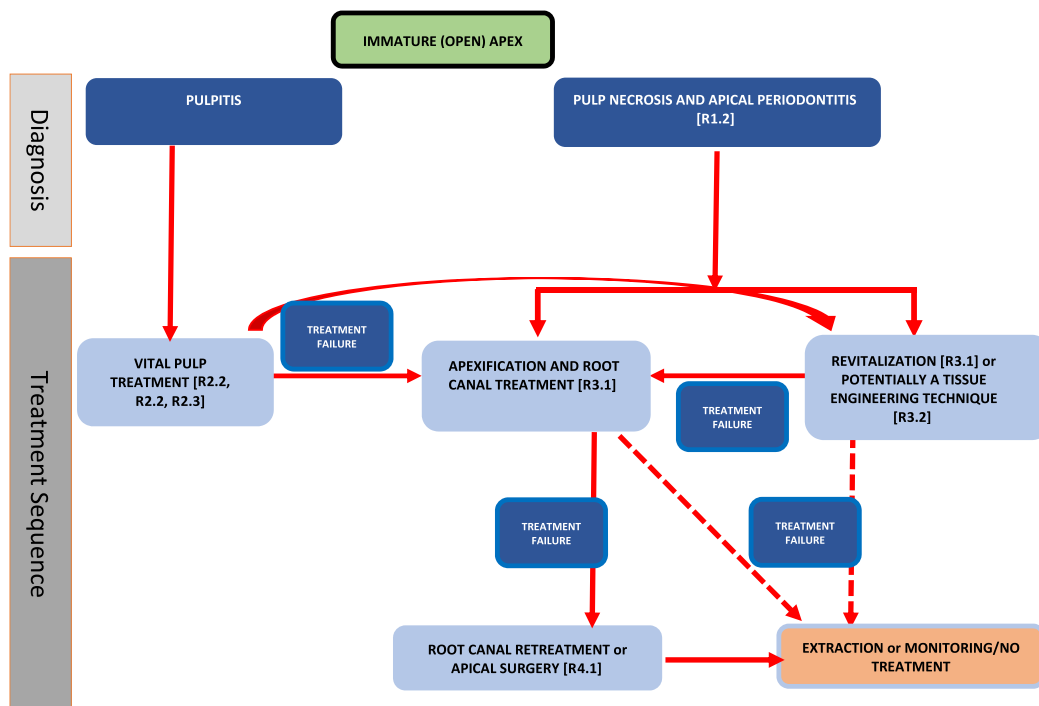 IMMATURE (OPEN) APEX
Diagnosis
PULPITIS
PULP NECROSIS AND APICAL PERIODONTITIS
[R1.2]
Treatment Sequence
TREATMENT
FAILURE
VITAL PULP
TREATMENT [R2.2,
R2.2, R2.3]
APEXIFICATION AND ROOT
CANAL TREATMENT [R3.1]
REVITALIZATION [R3.1] or
POTENTIALLY A TISSUE
ENGINEERING TECHNIQUE
[R3.2]
TREATMENT
FAILURE
TREATMENT
FAILURE
TREATMENT
FAILURE
ROOT CANAL RETREATMENT or
APICAL SURGERY [R4.1]
EXTRACTION or MONITORING/NO
TREATMENT